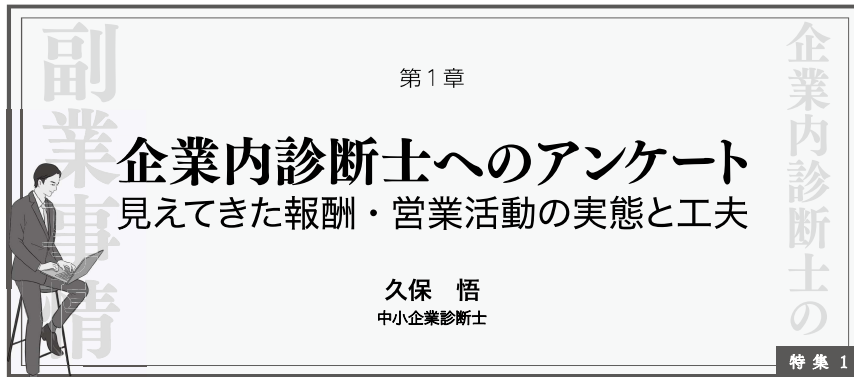 企業内診断士の
副業事情
第1章
企業内診断士へのアンケート
見えてきた報酬・営業活動の実態と工夫
久保 悟
中小企業診断士
特集1